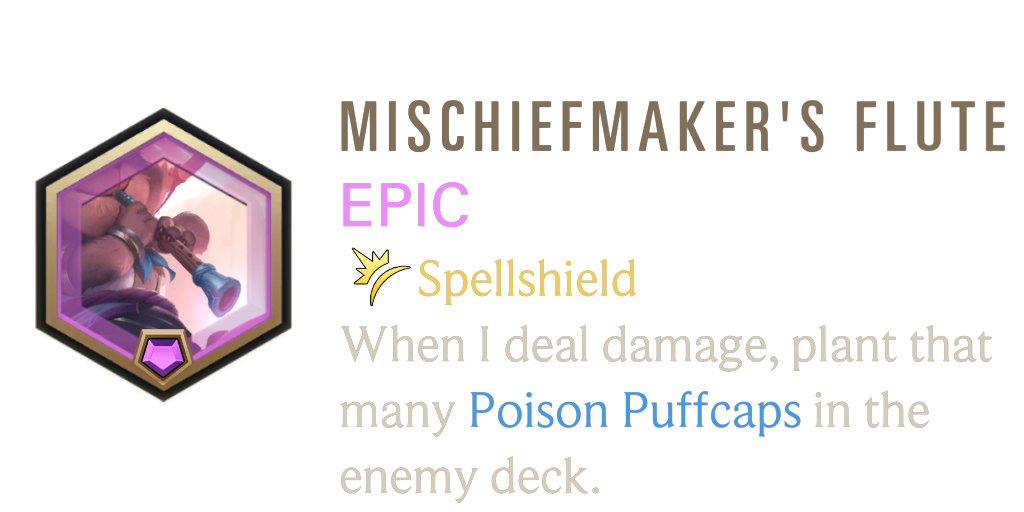 MISCHIEFMAKER'S FLUTE
EPIC
Spellshield
When I deal damage, plant that
many Poison Puffcaps in the
enemy deck.